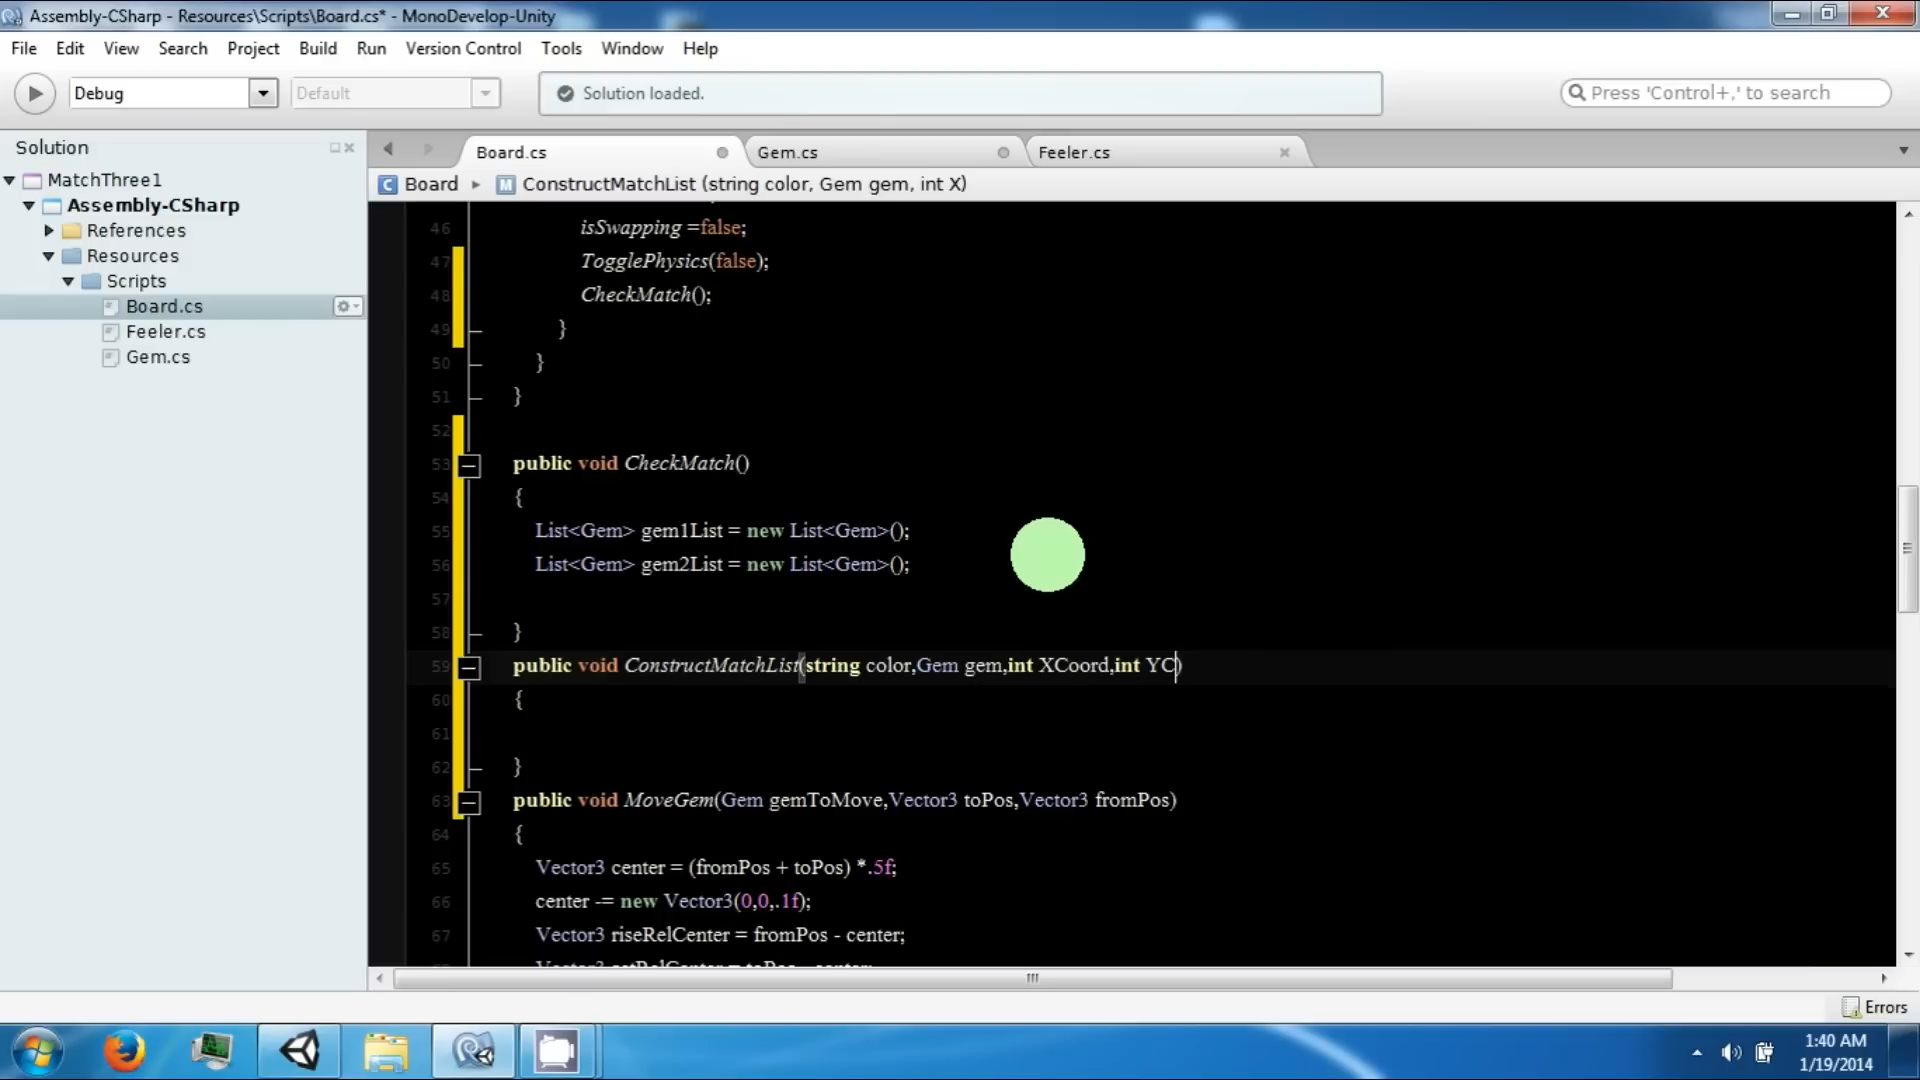 Assembly-CSharp - Resources\Scripts\Board.cs* - MonoDevelop-Unity
File Edit View Search Project Build Run Version Control Tools Window Help
Debug Default Solution loaded. Press 'Control+,' to search
Solution
MatchThree1
Assembly-CSharp
References
Resources
Scripts
Board.cs
Feeler.cs
Gem.cs
Board.cs Gem.cs Feeler.cs
Board ConstructMatchList (string color, Gem gem, int X)
46 isSwapping =false;
47 TogglePhysics(false);
48 CheckMatch();
49 }
50 }
51 }
52
53 public void CheckMatch()
54 {
55 List<Gem> gem1List = new List<Gem>();
56 List<Gem> gem2List = new List<Gem>();
57
58 }
59 public void ConstructMatchList(string color,Gem gem,int XCoord,int YC)
60 {
61
62 }
63 public void MoveGem(Gem gemToMove,Vector3 toPos,Vector3 fromPos)
64 {
65 Vector3 center = (fromPos + toPos) *.5f;
66 center -= new Vector3(0,0,.1f);
67 Vector3 riseRelCenter = fromPos - center;
Errors
1:40 AM
1/19/2014